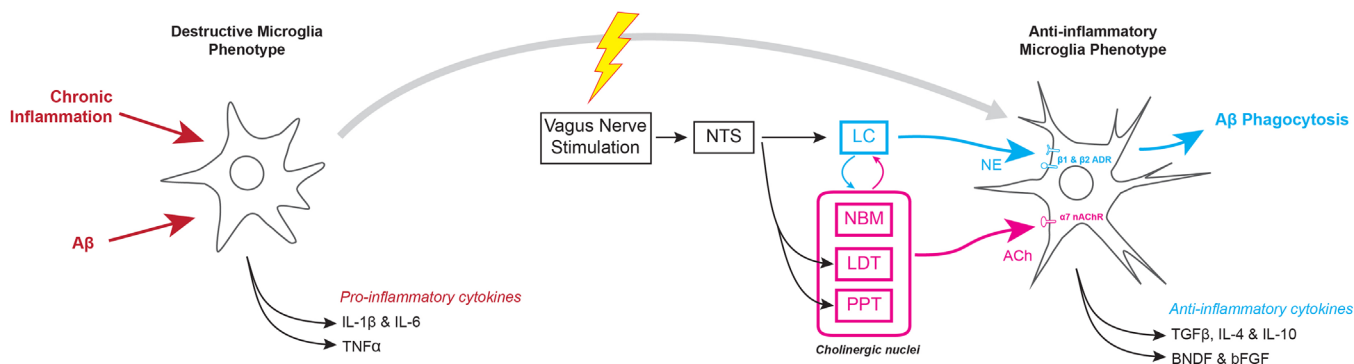 Destructive Microglia
Phenotype
Chronic
Inflammation
Aβ
Pro-inflammatory cytokines
IL-1β & IL-6
TNFα
Vagus Nerve
Stimulation
NTS
LC
NBM
LDT
PPT
Cholinergic nuclei
NE
ACh
Anti-inflammatory
Microglia Phenotype
β1 & β2 ADR
α7 nAChR
Aβ Phagocytosis
Anti-inflammatory cytokines
TGFβ, IL-4 & IL-10
BNDF & bFGF